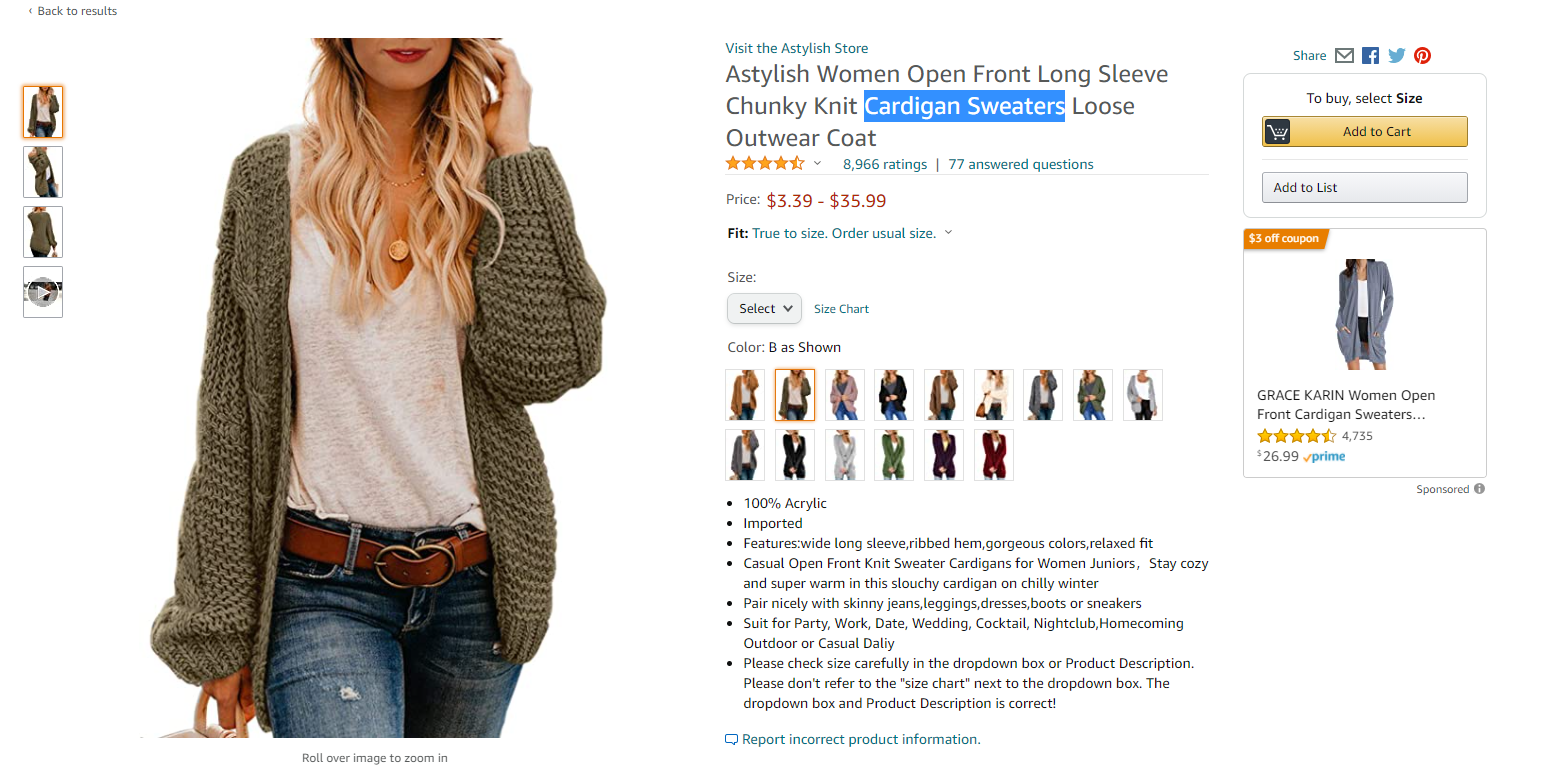 ‹ Back to results
Visit the Astylish Store
Astylish Women Open Front Long Sleeve
Chunky Knit Cardigan Sweaters Loose
Outwear Coat
8,966 ratings | 77 answered questions
Price: $3.39 - $35.99
Fit: True to size. Order usual size.
Size:
Select
Size Chart
Color: B as Shown
• 100% Acrylic
• Imported
• Features:wide long sleeve,ribbed hem,gorgeous colors,relaxed fit
• Casual Open Front Knit Sweater Cardigans for Women Juniors，Stay cozy
and super warm in this slouchy cardigan on chilly winter
• Pair nicely with skinny jeans,leggings,dresses,boots or sneakers
• Suit for Party, Work, Date, Wedding, Cocktail, Nightclub,Homecoming
Outdoor or Casual Daliy
• Please check size carefully in the dropdown box or Product Description.
Please don't refer to the "size chart" next to the dropdown box. The
dropdown box and Product Description is correct!
Report incorrect product information.
Roll over image to zoom in
Share
To buy, select Size
Add to Cart
Add to List
$3 off coupon
GRACE KARIN Women Open
Front Cardigan Sweaters…
4,735
$26.99 prime
Sponsored